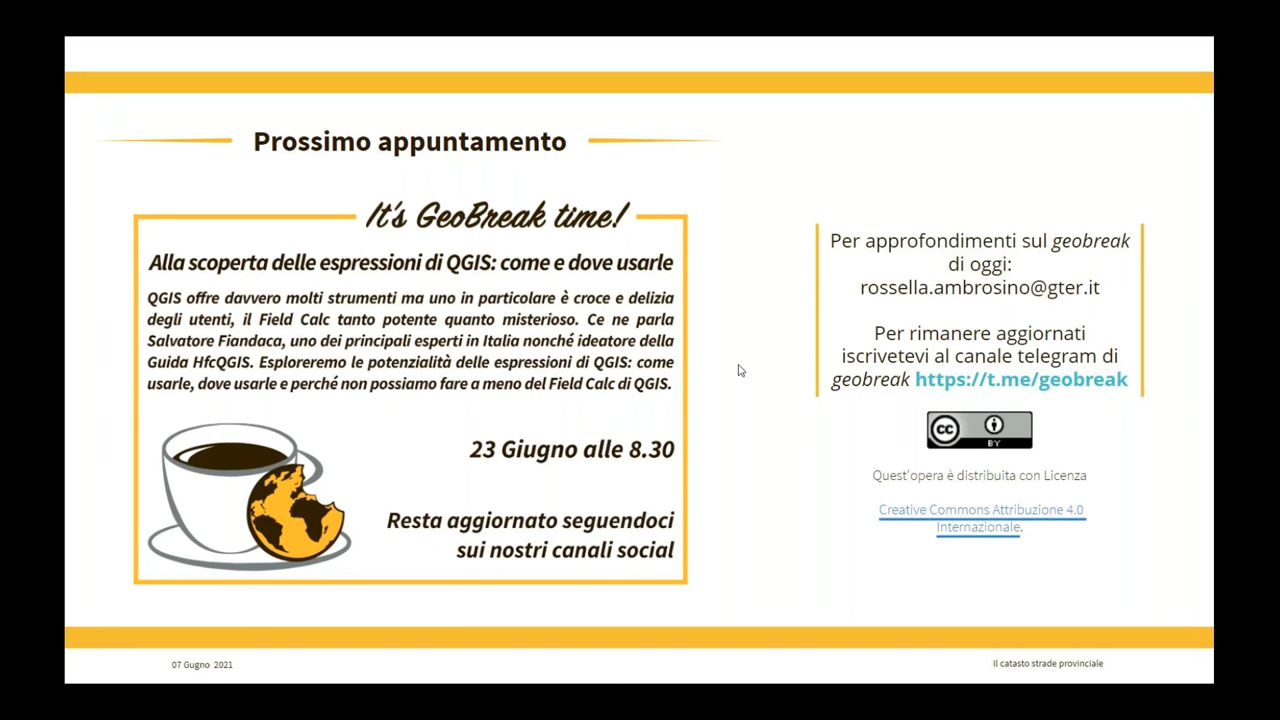 Prossimo appuntamento
It's GeoBreak time!
Alla scoperta delle espressioni di QGIS: come e dove usarle
QGIS offre davvero molti strumenti ma uno in particolare è croce e delizia
degli utenti, il Field Calc tanto potente quanto misterioso. Ce ne parla
Salvatore Fiandaca, uno dei principali esperti in Italia nonché ideatore della
Guida HfcQGIS. Esploreremo le potenzialità delle espressioni di QGIS: come
usarle, dove usarle e perché non possiamo fare a meno del Field Calc di QGIS.
23 Giugno alle 8.30
Resta aggiornato seguendoci
sui nostri canali social
Per approfondimenti sul geobreak
di oggi:
rossella.ambrosino@gter.it
Per rimanere aggiornati
iscrivetevi al canale telegram di
geobreak https://t.me/geobreak
cc
BY
Quest'opera è distribuita con Licenza
Creative Commons Attribuzione 4.0
Internazionale.
07 Gugno 2021
Il catasto strade provinciale